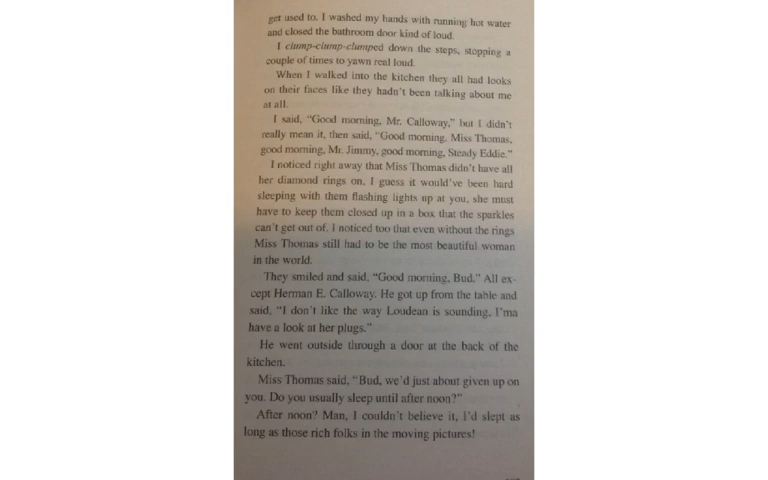 get used to. I washed my hands with running hot water
and closed the bathroom door kind of loud.
I clump-clump-clumped down the steps, stopping a
couple of times to yawn real loud.
When I walked into the kitchen they all had looks
on their faces like they hadn't been talking about me
at all.
I said, "Good morning, Mr. Calloway," but I didn't
really mean it, then said, "Good morning, Miss Thomas,
good morning, Mr. Jimmy, good morning, Steady Eddie."
I noticed right away that Miss Thomas didn't have all
her diamond rings on, I guess it would've been hard
sleeping with them flashing lights up at you, she must
have to keep them closed up in a box that the sparkles
can't get out of. I noticed too that even without the rings
Miss Thomas still had to be the most beautiful woman
in the world.
They smiled and said, "Good morning, Bud." All ex-
cept Herman E. Calloway. He got up from the table and
said, "I don't like the way Loudean is sounding, I'ma
have a look at her plugs."
He went outside through a door at the back of the
kitchen.
Miss Thomas said, "Bud, we'd just about given up on
you. Do you usually sleep until after noon?"
After noon? Man, I couldn't believe it, I'd slept as
long as those rich folks in the moving pictures!